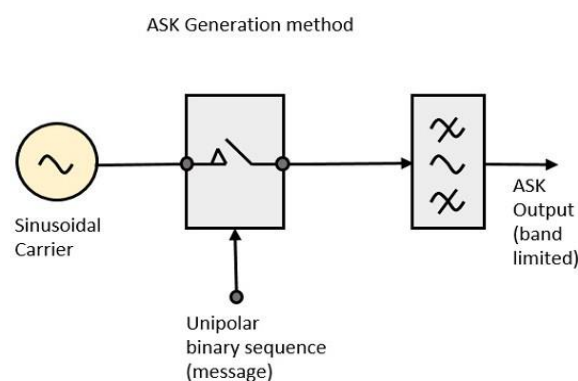 ASK Generation method
Sinusoidal
Carrier
Unipolar
binary sequence
(message)
ASK
Output
(band
limited)